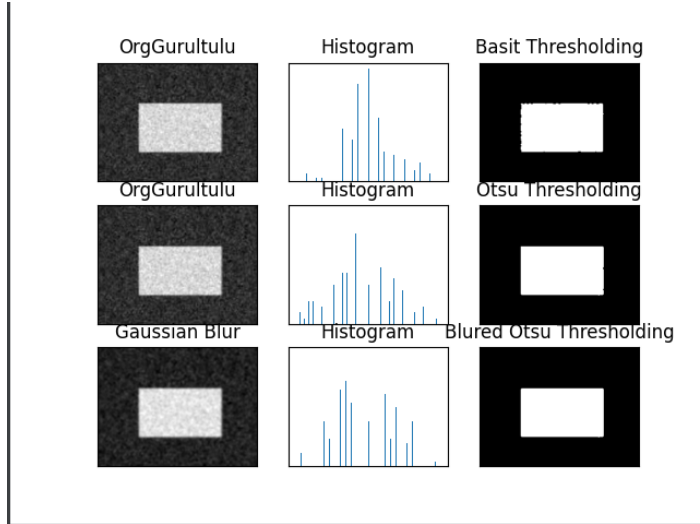 OrgGurultulu Histogram Basit Thresholding
OrgGurultulu Histogram Otsu Thresholding
Gaussian Blur Histogram Blured Otsu Thresholding